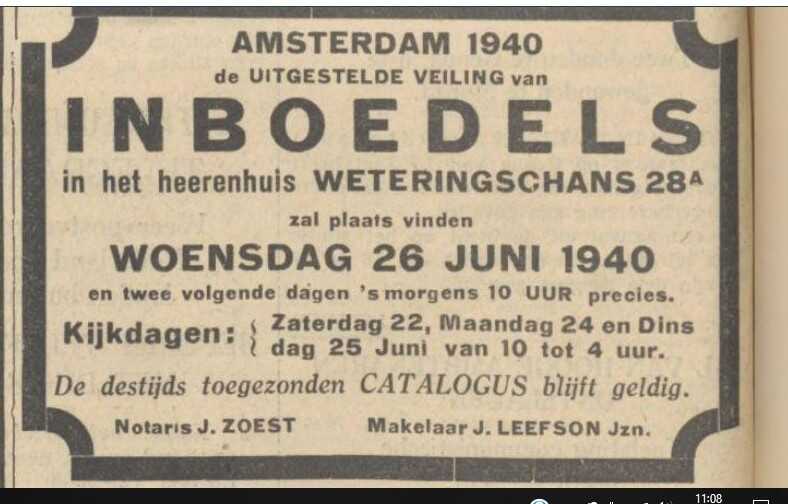 AMSTERDAM 1940
de UITGESTELDE VEILING van
INBOEDELS
in het heerenhuis WETERINGSCHANS 28A
zal plaats vinden
WOENSDAG 26 JUNI 1940
en twee volgende dagen 's morgens 10 UUR precies.
Kijkdagen: { Zaterdag 22, Maandag 24 en Dins
dag 25 Juni van 10 tot 4 uur.
De destijds toegezonden CATALOGUS blijft geldig.
Notaris J. ZOEST Makelaar J. LEEFSON Jzn.
11:08